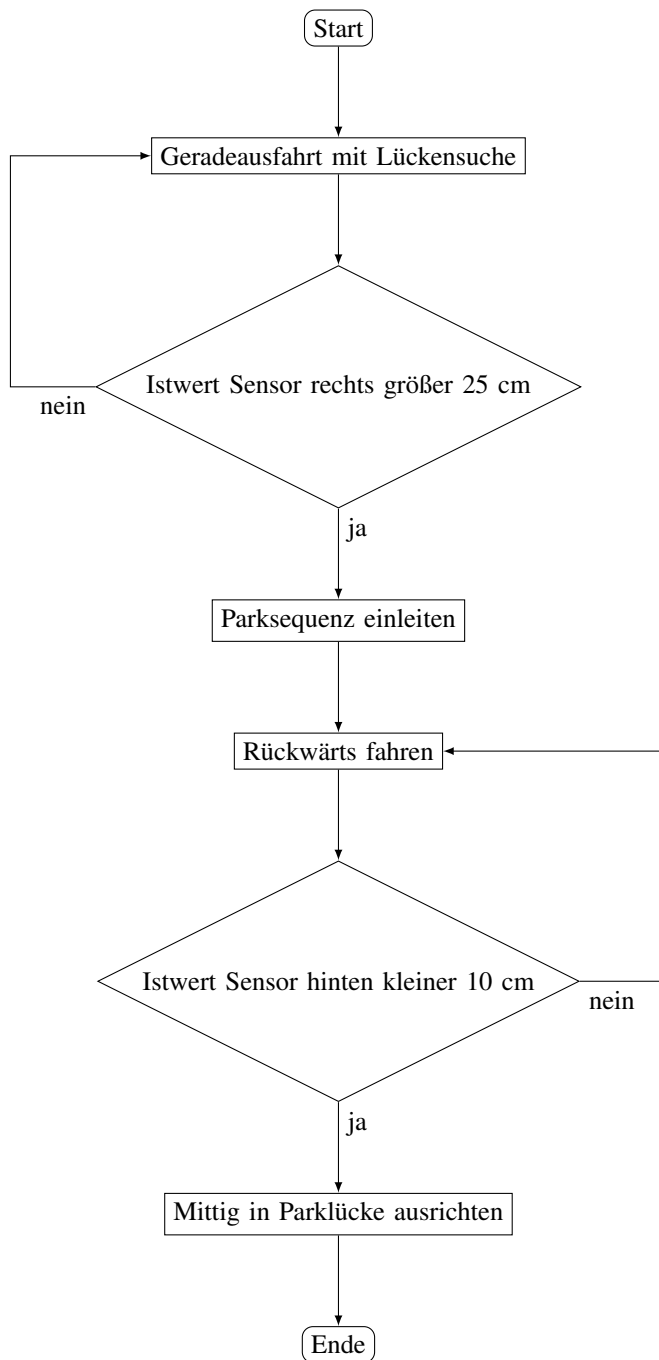 Start
Geradeausfahrt mit Lückensuche
Istwert Sensor rechts größer 25 cm
nein
ja
Parksequenz einleiten
Rückwärts fahren
Istwert Sensor hinten kleiner 10 cm
nein
ja
Mittig in Parklücke ausrichten
Ende